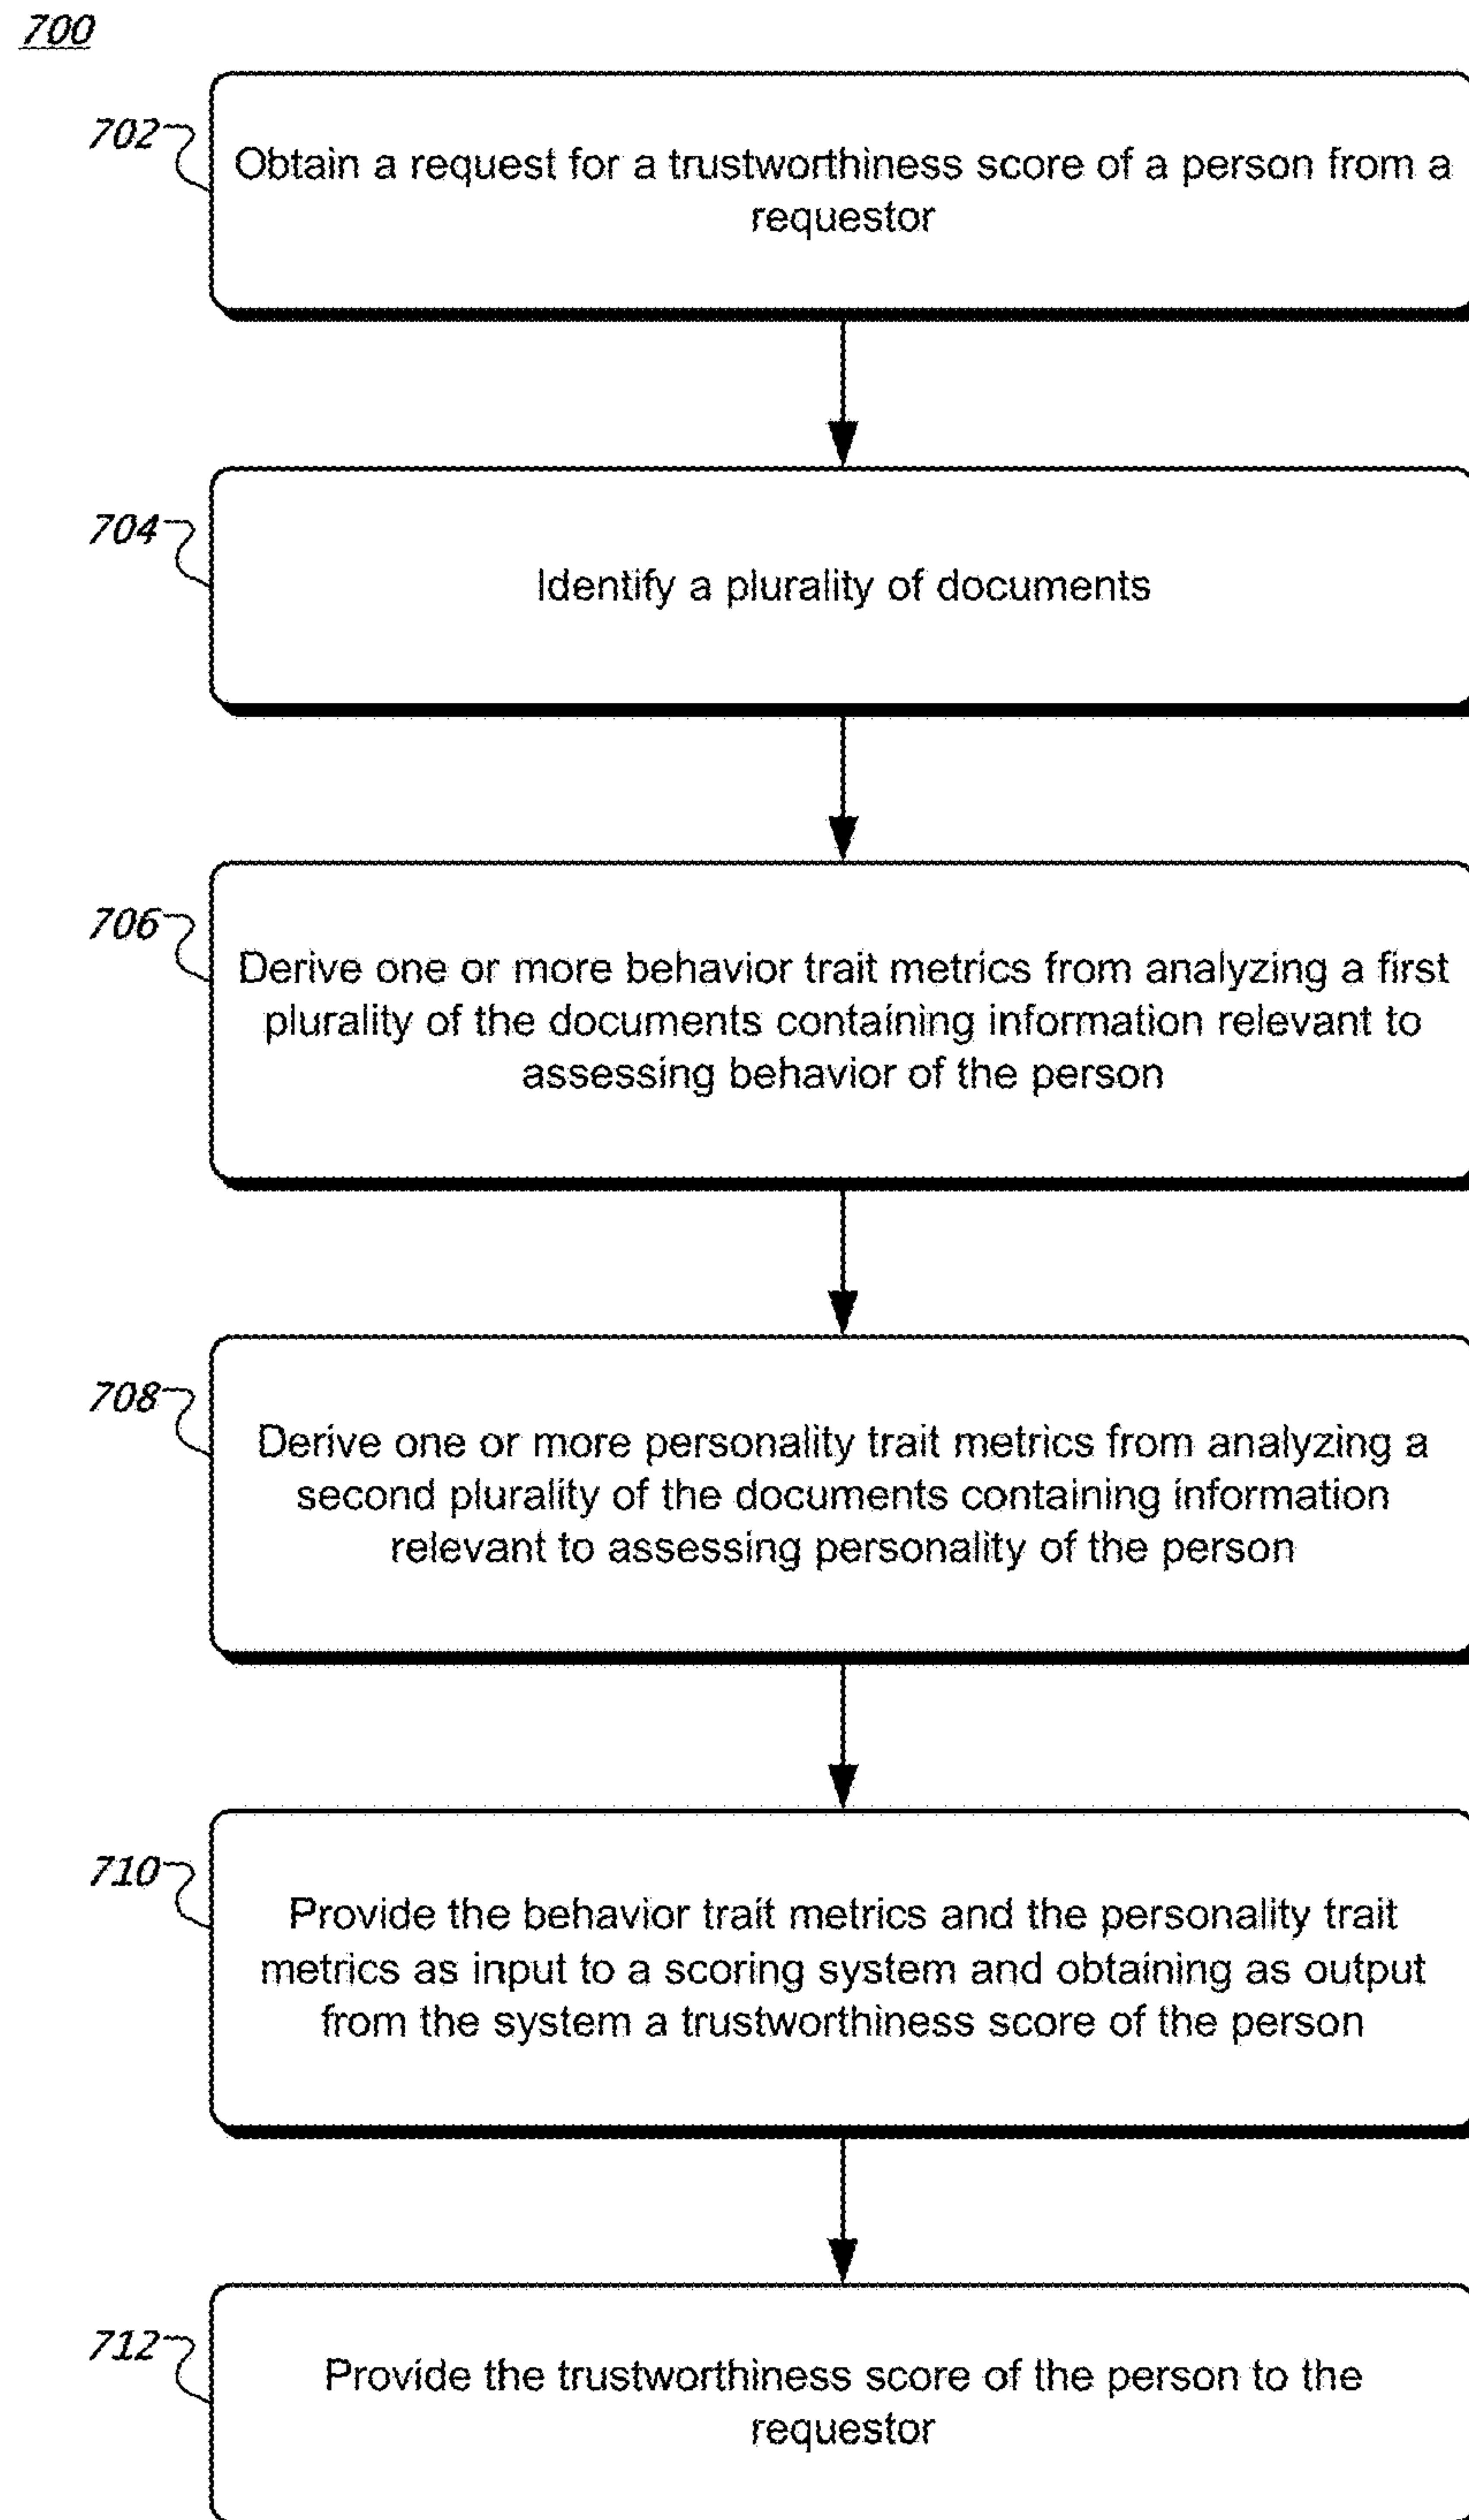 700
702
Obtain a request for a trustworthiness score of a person from a
requestor
704
Identify a plurality of documents
706
Derive one or more behavior trait metrics from analyzing a first
plurality of the documents containing information relevant to
assessing behavior of the person
708
Derive one or more personality trait metrics from analyzing a
second plurality of the documents containing information
relevant to assessing personality of the person
710
Provide the behavior trait metrics and the personality trait
metrics as input to a scoring system and obtaining as output
from the system a trustworthiness score of the person
712
Provide the trustworthiness score of the person to the
requestor